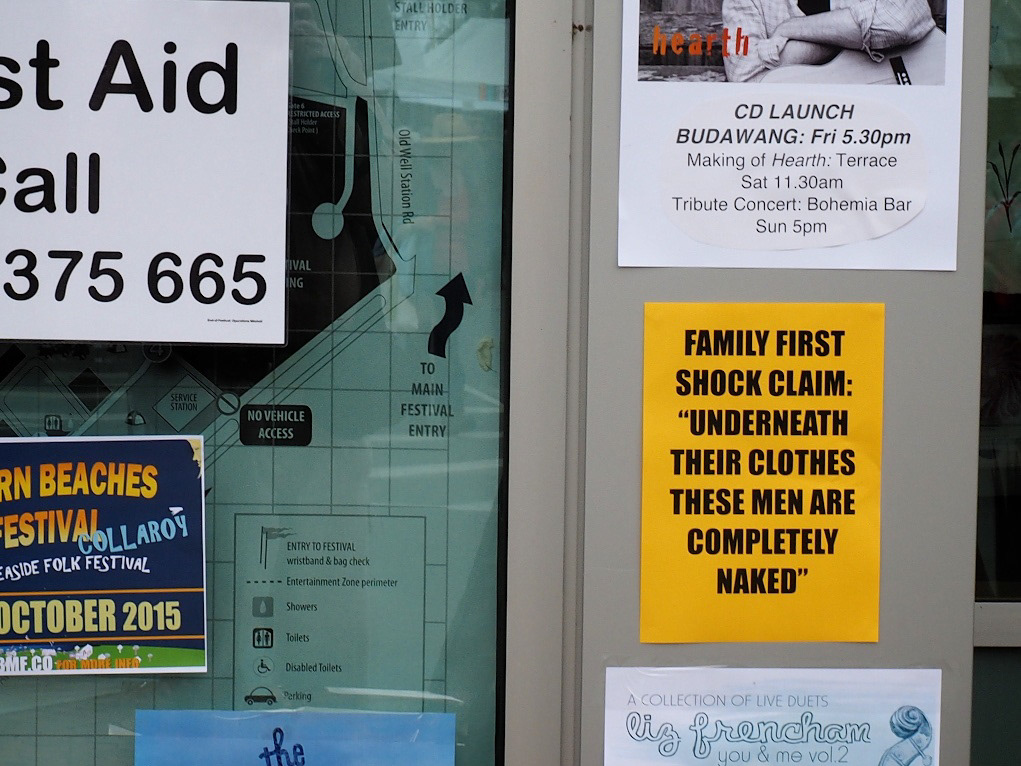 STALL HOLDER
ENTRY
st Aid
Call
375 665
RESTRICTED ACCESS
Old Well Station Rd
TO
MAIN
FESTIVAL
ENTRY
SERVICE
STATION
NO VEHICLE
ACCESS
RN BEACHES
FESTIVAL
COLLAROY
EASIDE FOLK FESTIVAL
OCTOBER 2015
BMF.CO FOR MORE INFO
ENTRY TO FESTIVAL
wristband & bag check
Entertainment Zone perimeter
Showers
Toilets
Disabled Toilets
Parking
the
hearth
CD LAUNCH
BUDAWANG: Fri 5.30pm
Making of Hearth: Terrace
Sat 11.30am
Tribute Concert: Bohemia Bar
Sun 5pm
FAMILY FIRST
SHOCK CLAIM:
“UNDERNEATH
THEIR CLOTHES
THESE MEN ARE
COMPLETELY
NAKED”
A COLLECTION OF LIVE DUETS
liz frencham
you & me vol.2